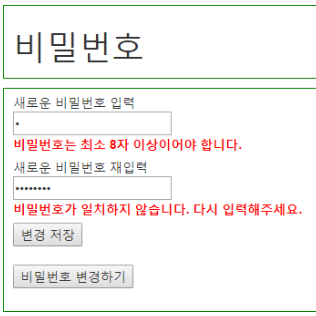 비밀번호
새로운 비밀번호 입력
비밀번호는 최소 8자 이상이어야 합니다.
새로운 비밀번호 재입력
비밀번호가 일치하지 않습니다. 다시 입력해주세요.
변경 저장
비밀번호 변경하기